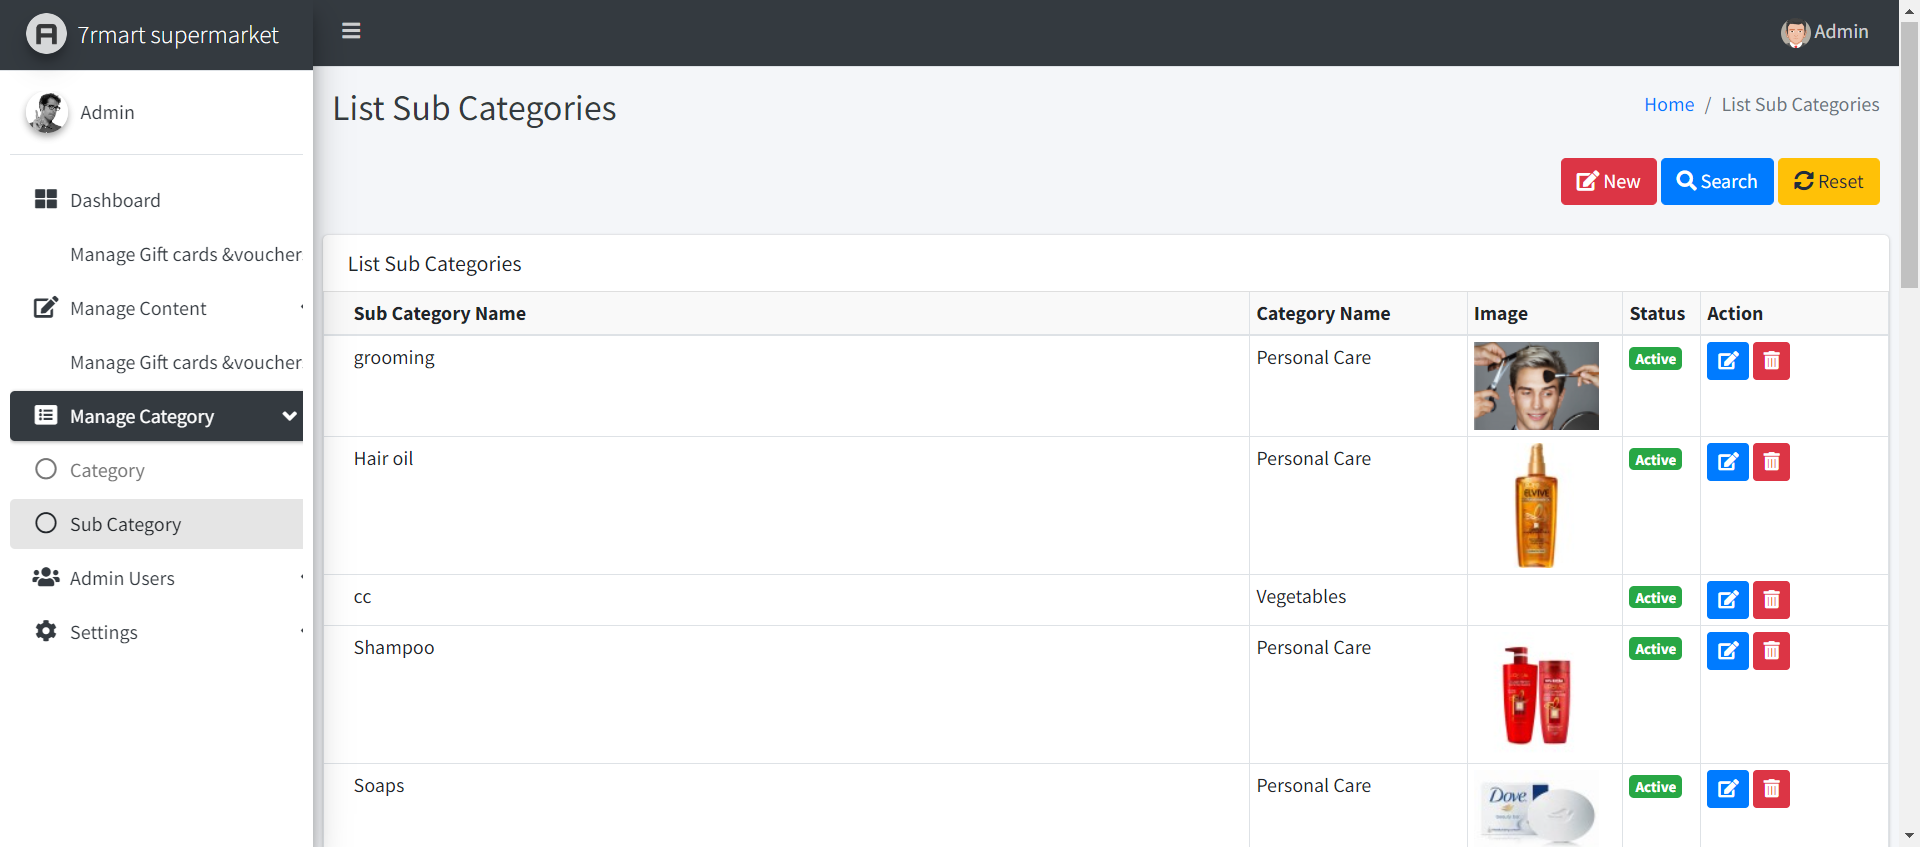 7rmart supermarket
Admin
Admin
List Sub Categories
Home / List Sub Categories
New
Search
Reset
Dashboard
Manage Gift cards &voucher
Manage Content
Manage Gift cards &voucher
Manage Category
Category
Sub Category
Admin Users
Settings
List Sub Categories
Sub Category Name Category Name Image Status Action
grooming Personal Care Active
Hair oil Personal Care Active
ELVIVE
cc Vegetables Active
Shampoo Personal Care Active
Soaps Personal Care Active
Dove